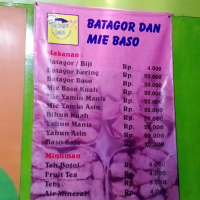 BATAGOR DAN
MIE BASO
Makanan
Batagor / Biji Rp. 4.000
Batagor Kering Rp. 20.000
Batagor Baso Rp. 20.000
Mie Baso Kuah Rp. 20.000
Mie Yamin Manis Rp. 20.000
Mie Yamin Asin Rp. 20.000
Bihun Kuah Rp. 20.000
Yahun Manis Rp. 20.000
Yahun Asin Rp. 20.000
Baso Rp.
Minuman
Teh Botol Rp.
Fruit Tea Rp.
Tebs Rp.
Air Mineral Rp.